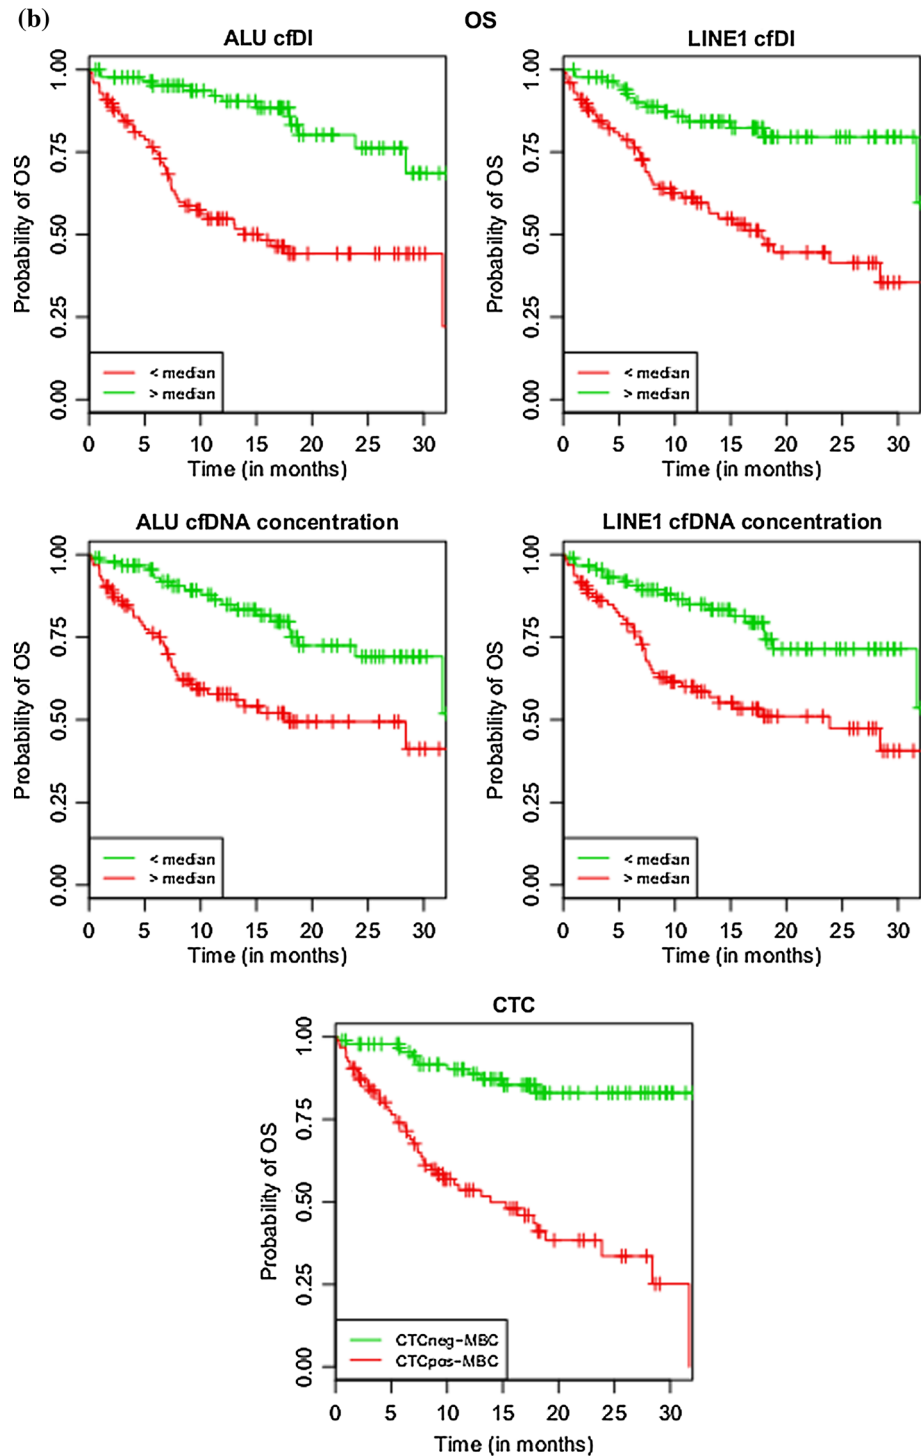 (b)
OS
ALU cfDI
Probability of OS
1.00
0.75
0.50
0.25
0.00
< median
> median
0 5 10 15 20 25 30
Time (in months)
LINE1 cfDI
Probability of OS
1.00
0.75
0.50
0.25
0.00
< median
> median
0 5 10 15 20 25 30
Time (in months)
ALU cfDNA concentration
Probability of OS
1.00
0.75
0.50
0.25
0.00
< median
> median
0 5 10 15 20 25 30
Time (in months)
LINE1 cfDNA concentration
Probability of OS
1.00
0.75
0.50
0.25
0.00
< median
> median
0 5 10 15 20 25 30
Time (in months)
CTC
Probability of OS
1.00
0.75
0.50
0.25
0.00
CTCneg-MBC
CTCpos-MBC
0 5 10 15 20 25 30
Time (in months)